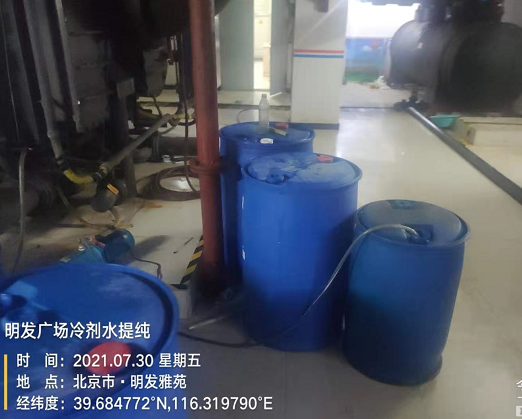 明发广场冷剂水提纯
时 间：2021.07.30 星期五
地 点：北京市·明发雅苑
经纬度：39.684772°N,116.319790°E